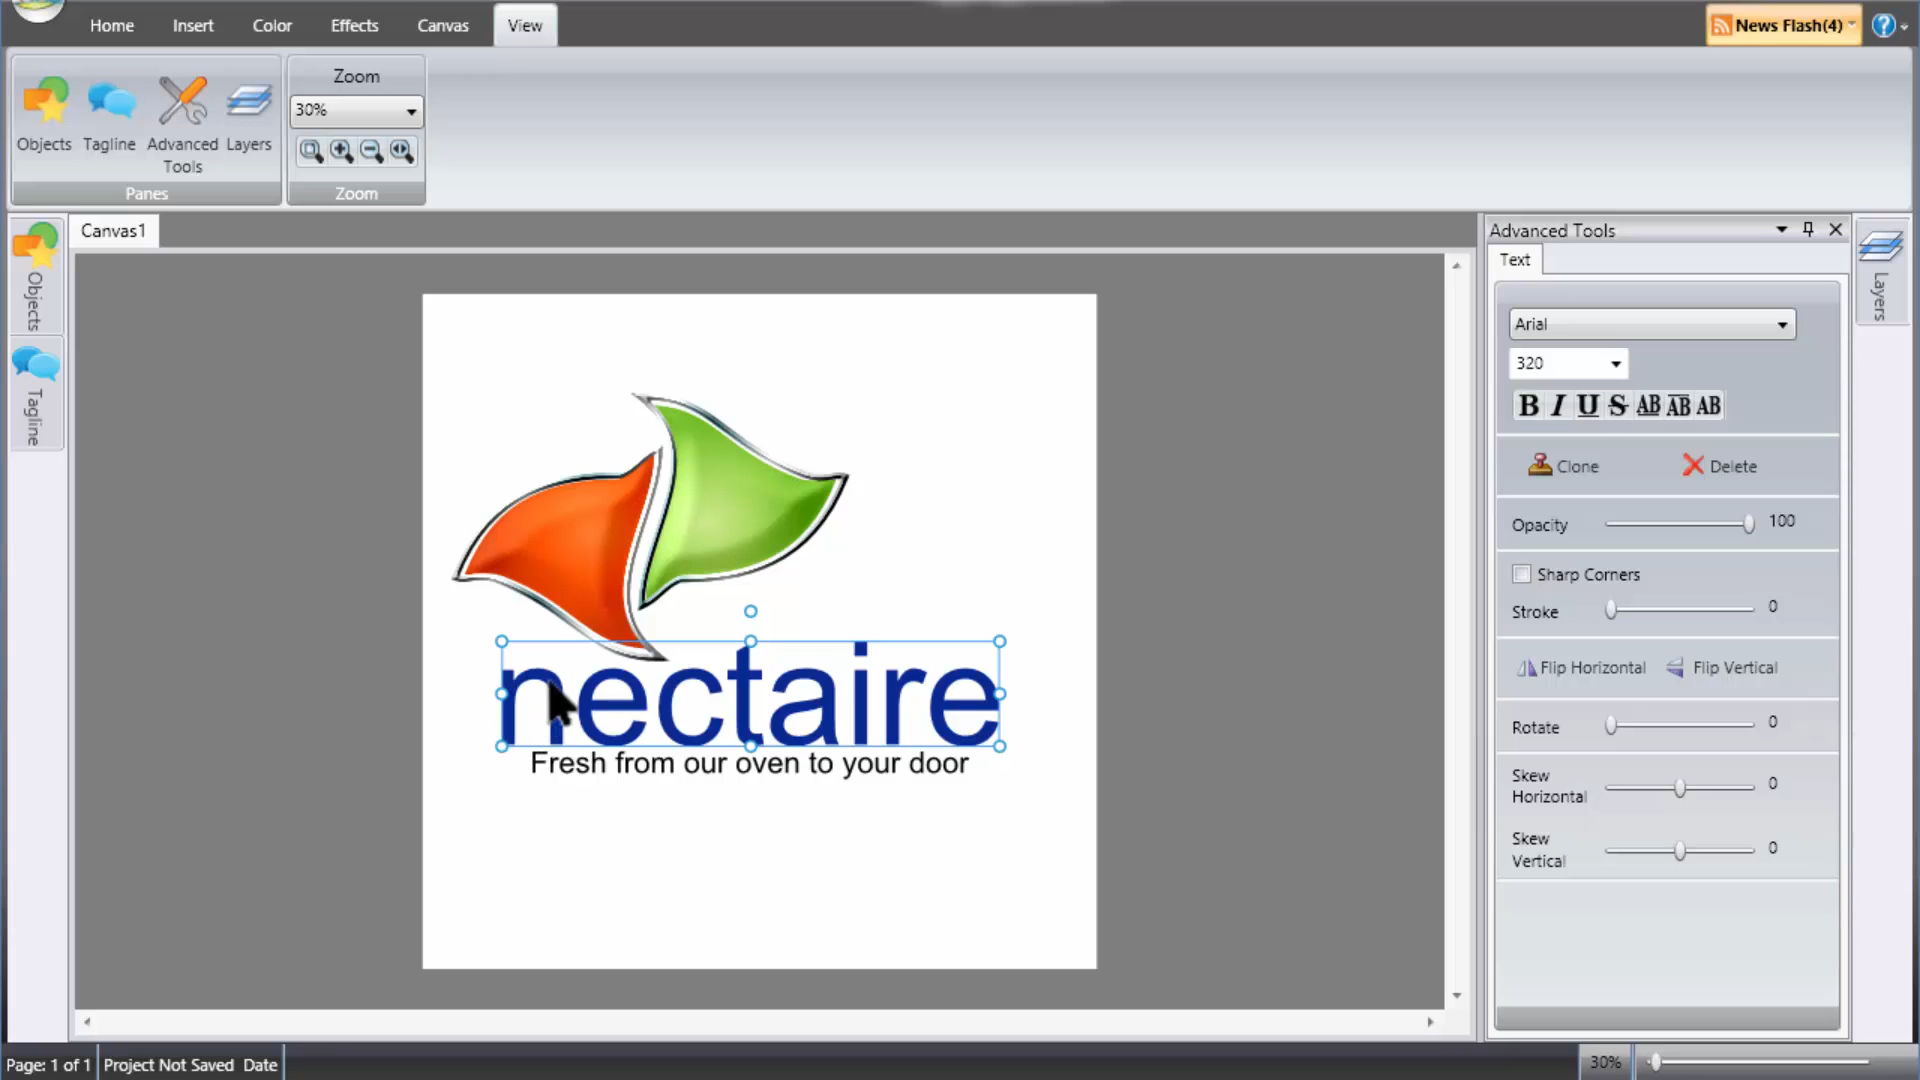 Home Insert Color Effects Canvas View News Flash(4)
Zoom
30%
Objects Tagline Advanced Tools Layers
Panes Zoom
Objects
Tagline
Canvas1
nectaire
Fresh from our oven to your door
Advanced Tools
Text
Arial
320
B I U S AB AB AB
Clone Delete
Opacity 100
Sharp Corners
Stroke 0
Flip Horizontal Flip Vertical
Rotate 0
Skew Horizontal 0
Skew Vertical 0
Layers
Page: 1 of 1 Project Not Saved Date 30%